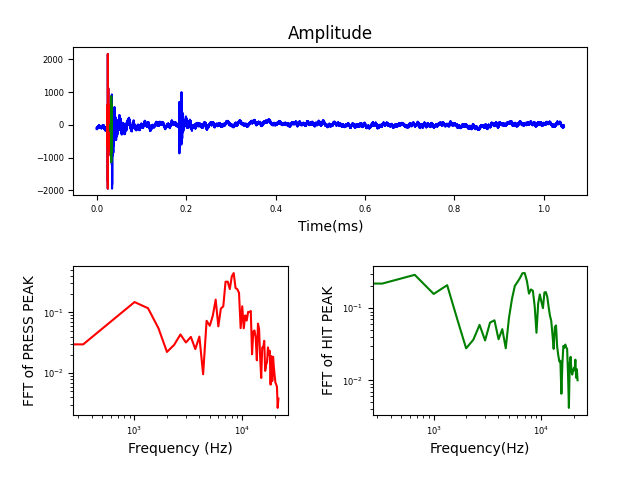 Amplitude
2000
1000
0
−1000
−2000
0.0 0.2 0.4 0.6 0.8 1.0
Time(ms)
FFT of PRESS PEAK
10⁻¹
10⁻²
10³ 10⁴
Frequency (Hz)
FFT of HIT PEAK
10⁻¹
10⁻²
10³ 10⁴
Frequency(Hz)